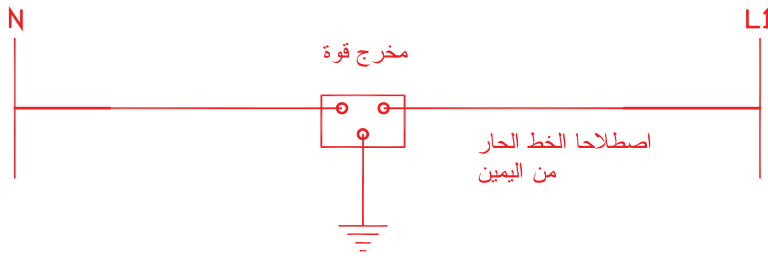 N
L1
مخرج قوة
اصطلاحا الخط الحار
من اليمين